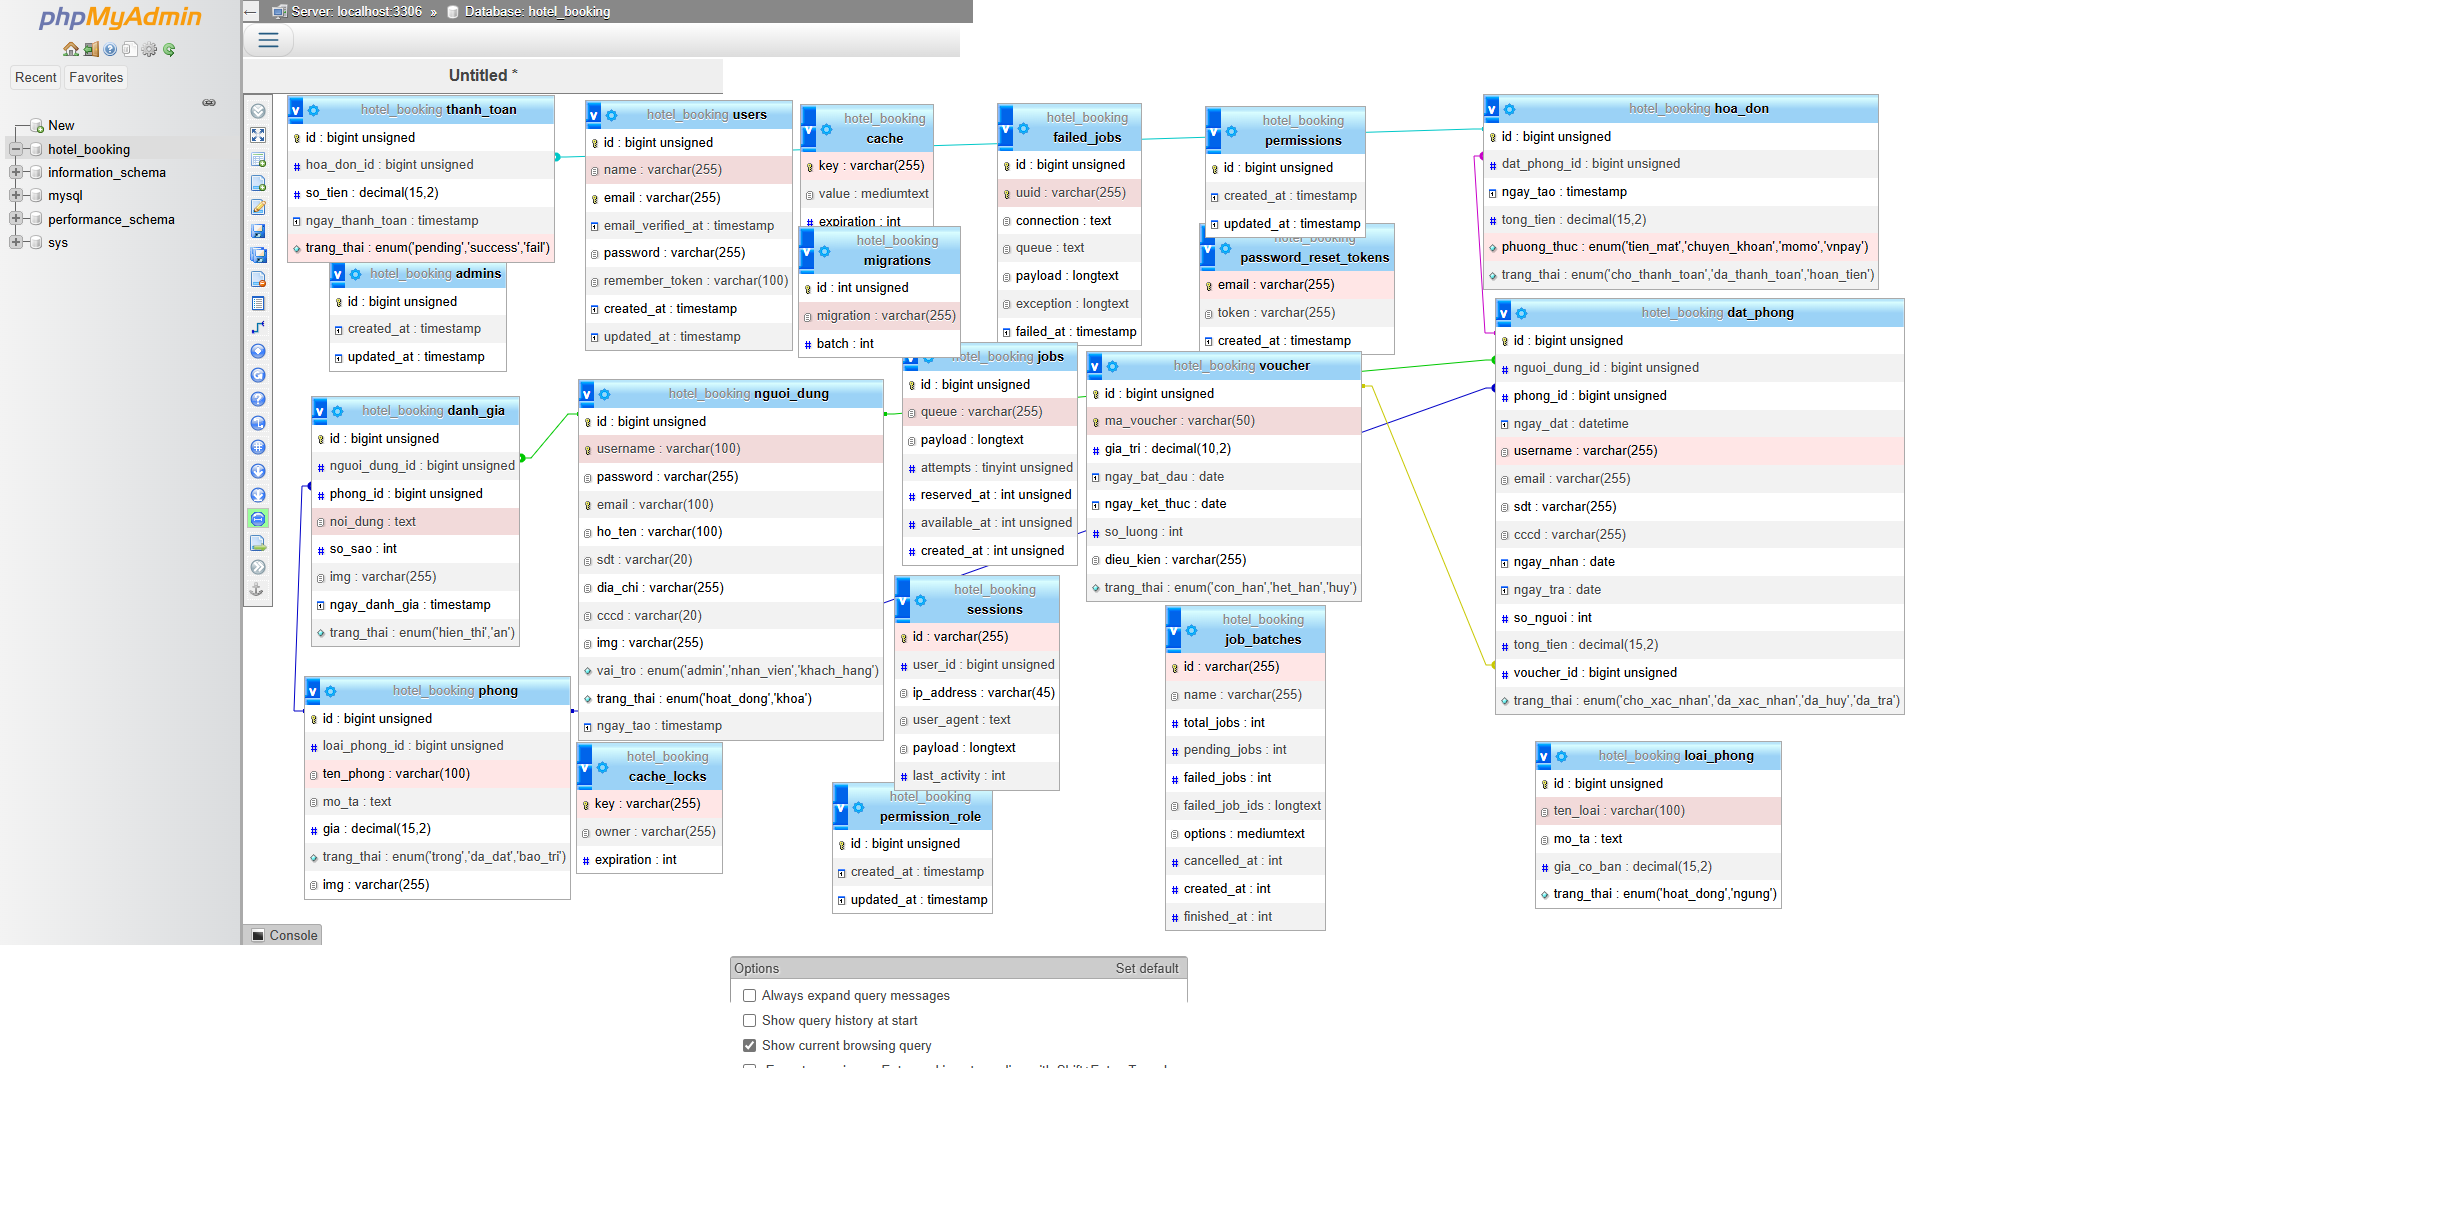 phpMyAdmin
Recent
Favorites
New
hotel_booking
information_schema
mysql
performance_schema
sys
Server: localhost:3306 » Database: hotel_booking
Untitled *
hotel_booking thanh_toan
id : bigint unsigned
hoa_don_id : bigint unsigned
so_tien : decimal(15,2)
ngay_thanh_toan : timestamp
trang_thai : enum('pending','success','fail')
hotel_booking admins
id : bigint unsigned
created_at : timestamp
updated_at : timestamp
hotel_booking users
id : bigint unsigned
name : varchar(255)
email : varchar(255)
email_verified_at : timestamp
password : varchar(255)
remember_token : varchar(100)
created_at : timestamp
updated_at : timestamp
hotel_booking
cache
key : varchar(255)
value : mediumtext
expiration : int
hotel_booking
migrations
id : int unsigned
migration : varchar(255)
batch : int
hotel_booking
failed_jobs
id : bigint unsigned
uuid : varchar(255)
connection : text
queue : text
payload : longtext
exception : longtext
failed_at : timestamp
hotel_booking
permissions
id : bigint unsigned
created_at : timestamp
updated_at : timestamp
hotel_booking
password_reset_tokens
email : varchar(255)
token : varchar(255)
created_at : timestamp
hotel_booking hoa_don
id : bigint unsigned
dat_phong_id : bigint unsigned
ngay_tao : timestamp
tong_tien : decimal(15,2)
phuong_thuc : enum('tien_mat','chuyen_khoan','momo','vnpay')
trang_thai : enum('cho_thanh_toan','da_thanh_toan','hoan_tien')
hotel_booking dat_phong
id : bigint unsigned
nguoi_dung_id : bigint unsigned
phong_id : bigint unsigned
ngay_dat : datetime
username : varchar(255)
email : varchar(255)
sdt : varchar(255)
cccd : varchar(255)
ngay_nhan : date
ngay_tra : date
so_nguoi : int
tong_tien : decimal(15,2)
voucher_id : bigint unsigned
trang_thai : enum('cho_xac_nhan','da_xac_nhan','da_huy','da_tra')
hotel_booking danh_gia
id : bigint unsigned
nguoi_dung_id : bigint unsigned
phong_id : bigint unsigned
noi_dung : text
so_sao : int
img : varchar(255)
ngay_danh_gia : timestamp
trang_thai : enum('hien_thi','an')
hotel_booking nguoi_dung
id : bigint unsigned
username : varchar(100)
password : varchar(255)
email : varchar(100)
ho_ten : varchar(100)
sdt : varchar(20)
dia_chi : varchar(255)
cccd : varchar(20)
img : varchar(255)
vai_tro : enum('admin','nhan_vien','khach_hang')
trang_thai : enum('hoat_dong','khoa')
ngay_tao : timestamp
hotel_booking jobs
id : bigint unsigned
queue : varchar(255)
payload : longtext
attempts : tinyint unsigned
reserved_at : int unsigned
available_at : int unsigned
created_at : int unsigned
hotel_booking voucher
id : bigint unsigned
ma_voucher : varchar(50)
gia_tri : decimal(10,2)
ngay_bat_dau : date
ngay_ket_thuc : date
so_luong : int
dieu_kien : varchar(255)
trang_thai : enum('con_han','het_han','huy')
hotel_booking
sessions
id : varchar(255)
user_id : bigint unsigned
ip_address : varchar(45)
user_agent : text
payload : longtext
last_activity : int
hotel_booking
job_batches
id : varchar(255)
name : varchar(255)
total_jobs : int
pending_jobs : int
failed_jobs : int
failed_job_ids : longtext
options : mediumtext
cancelled_at : int
created_at : int
finished_at : int
hotel_booking phong
id : bigint unsigned
loai_phong_id : bigint unsigned
ten_phong : varchar(100)
mo_ta : text
gia : decimal(15,2)
trang_thai : enum('trong','da_dat','bao_tri')
img : varchar(255)
hotel_booking
cache_locks
key : varchar(255)
owner : varchar(255)
expiration : int
hotel_booking
permission_role
id : bigint unsigned
created_at : timestamp
updated_at : timestamp
hotel_booking loai_phong
id : bigint unsigned
ten_loai : varchar(100)
mo_ta : text
gia_co_ban : decimal(15,2)
trang_thai : enum('hoat_dong','ngung')
Console
Options
Set default
Always expand query messages
Show query history at start
Show current browsing query